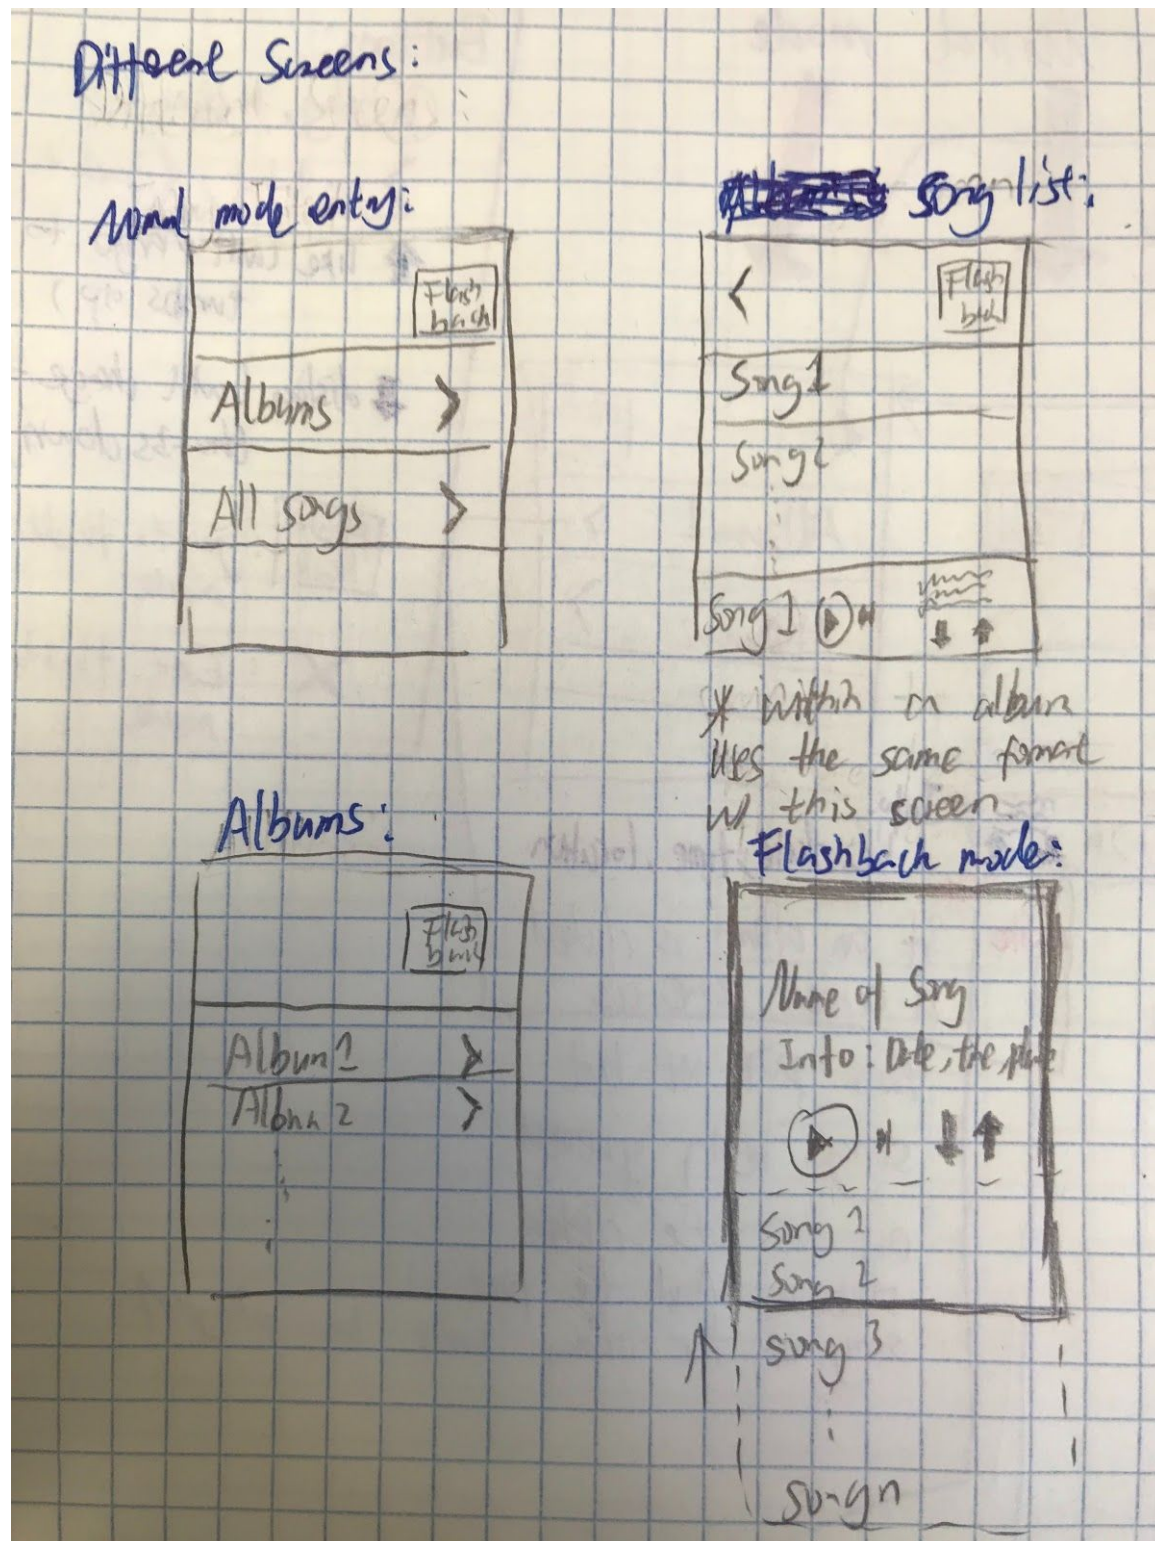 Different Screens:
Normal mode entry:
Flash
back
Albums >
All songs >
Song list:
<
Flash
back
Song 1
Song 2
Song 1
* within an album
uses the same format
w/ this screen
Albums:
Flash
back
Album 1 >
Album 2 >
Flashback mode:
Name of Song
Info: Date, time, place
Song 1
Song 2
song 3
song n